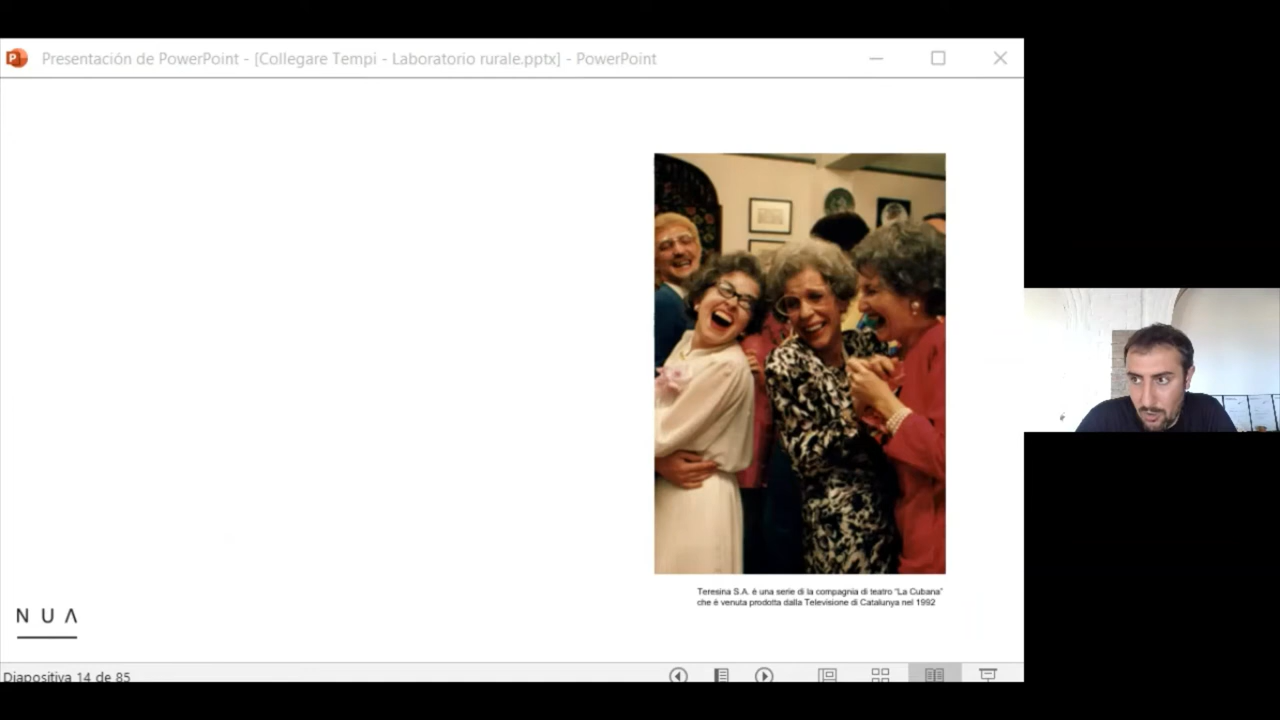 Presentación de PowerPoint - [Collegare Tempi - Laboratorio rurale.pptx] - PowerPoint
Teresina S.A. é una serie di la compagnia di teatro “La Cubana”
che è venuta prodotta dalla Televisione di Catalunya nel 1992
N U Λ
Diapositiva 14 de 85